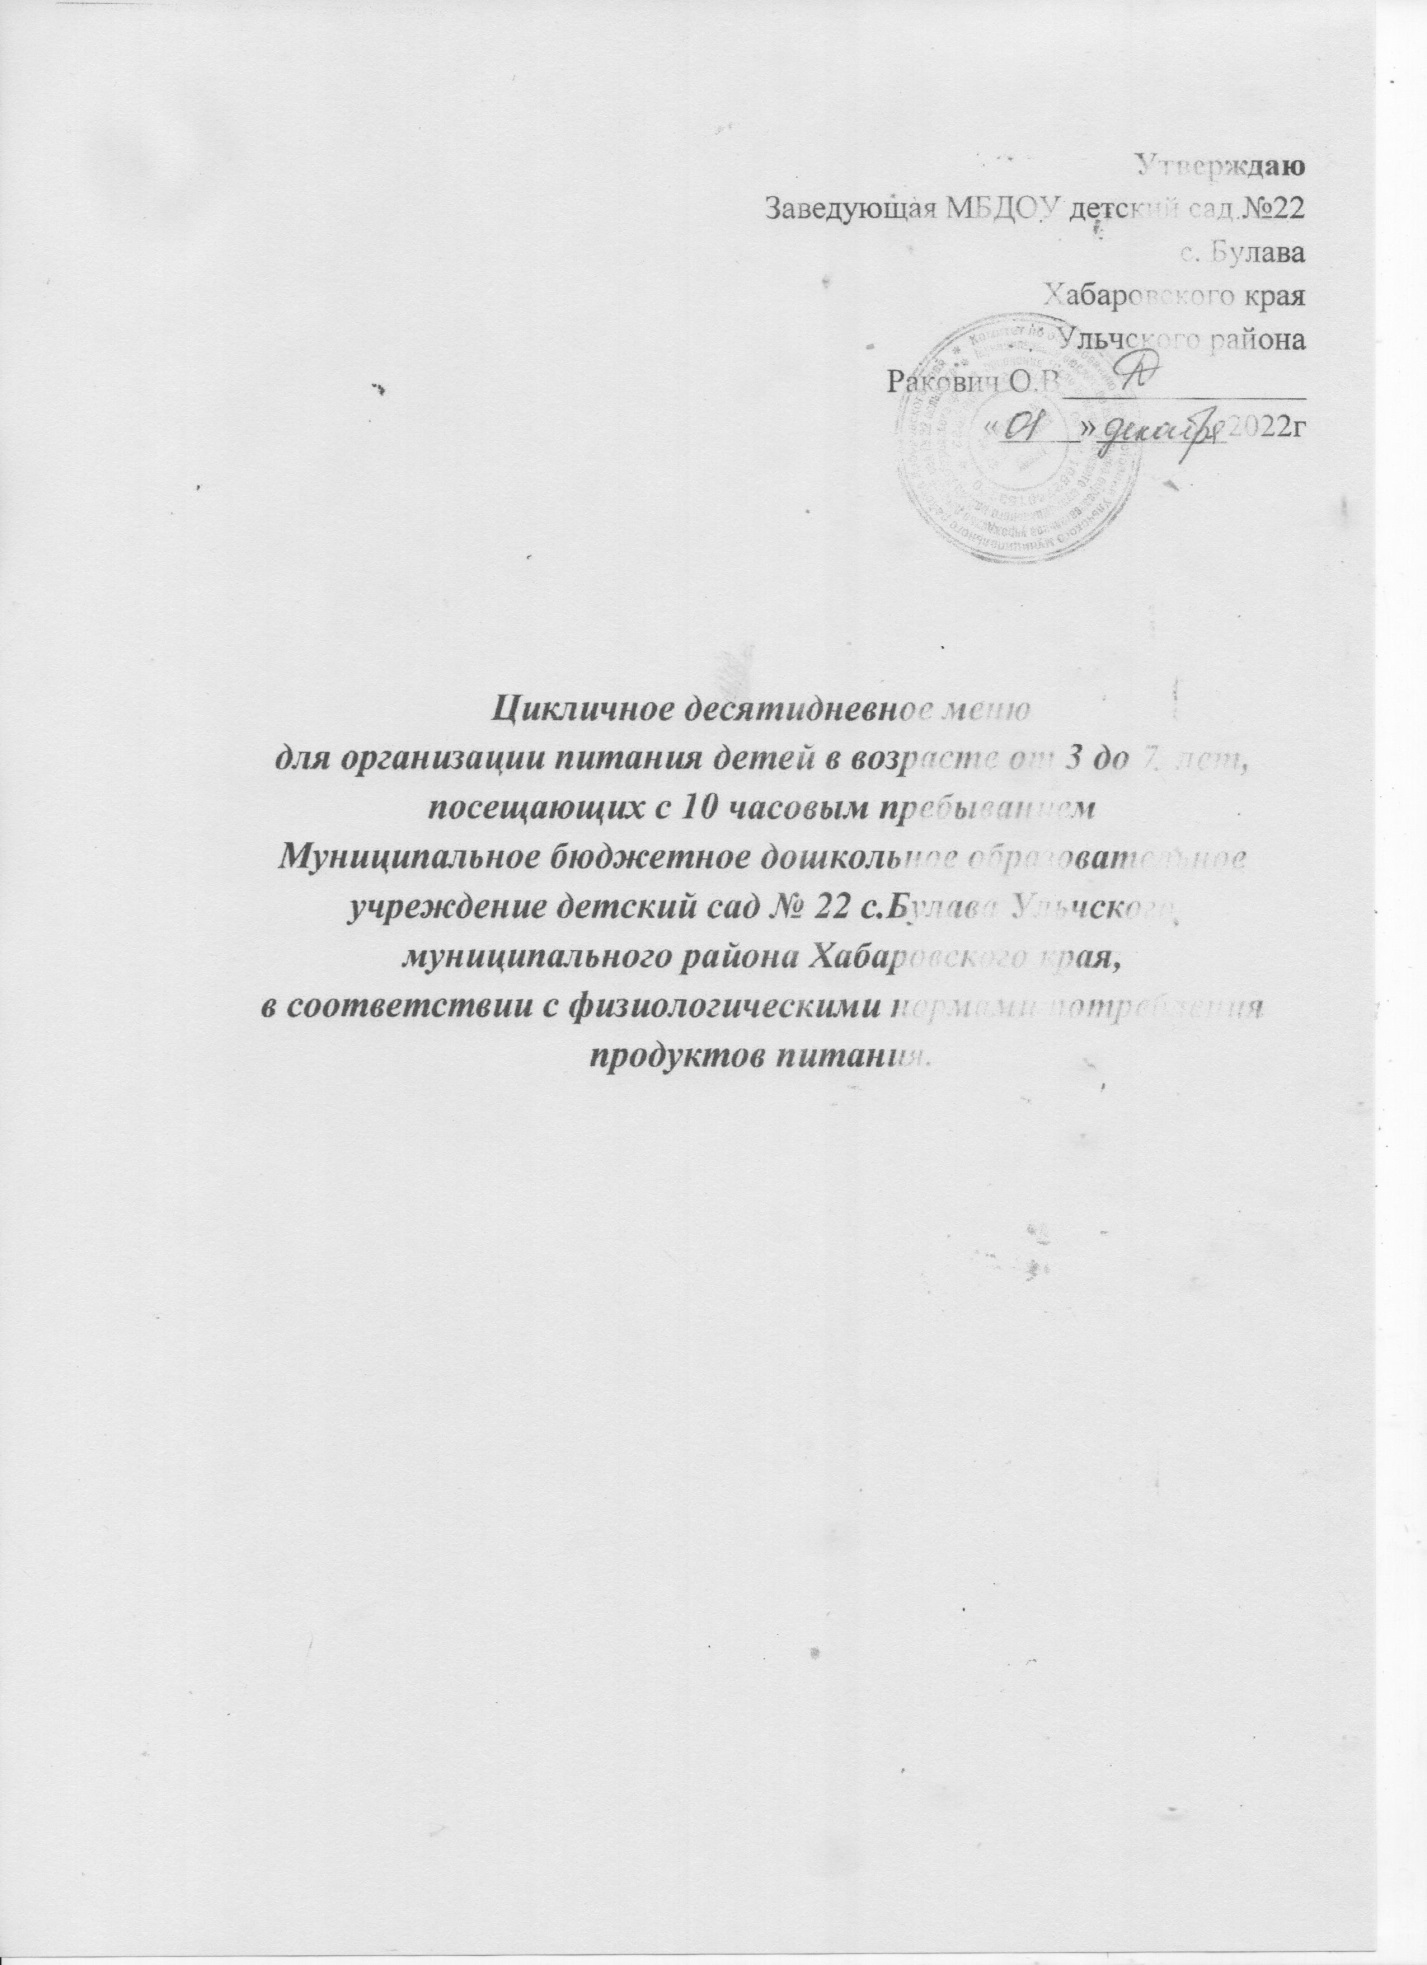 Утверждаю
Заведующая МБДОУ детский сад №22
с. Булава
Хабаровского края
Ульчского района
Ракович О.В
«01» декабря 2022г
Цикличное десятидневное меню
для организации питания детей в возрасте от 3 до 7 лет,
посещающих с 10 часовым пребыванием
Муниципальное бюджетное дошкольное образовательное
учреждение детский сад № 22 с.Булава Ульчского
муниципального района Хабаровского края,
в соответствии с физиологическими нормами потребления
продуктов питания.